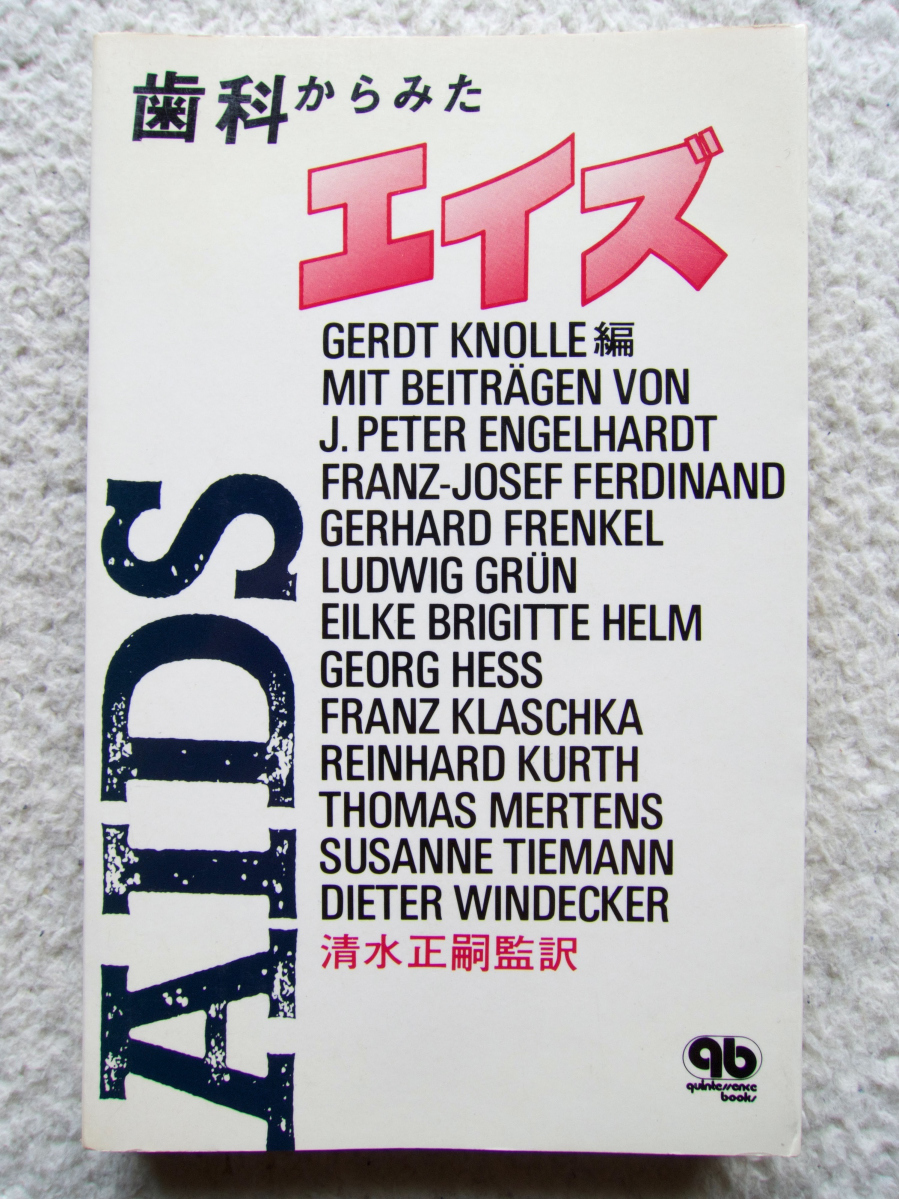 歯科からみた
エイズ
GERDT KNOLLE 編
MIT BEITRÄGEN VON
J. PETER ENGELHARDT
FRANZ-JOSEF FERDINAND
GERHARD FRENKEL
LUDWIG GRÜN
EILKE BRIGITTE HELM
GEORG HESS
FRANZ KLASCHKA
REINHARD KURTH
THOMAS MERTENS
SUSANNE TIEMANN
DIETER WINDECKER
清水正嗣監訳
AIDS
qb
quintessence
books